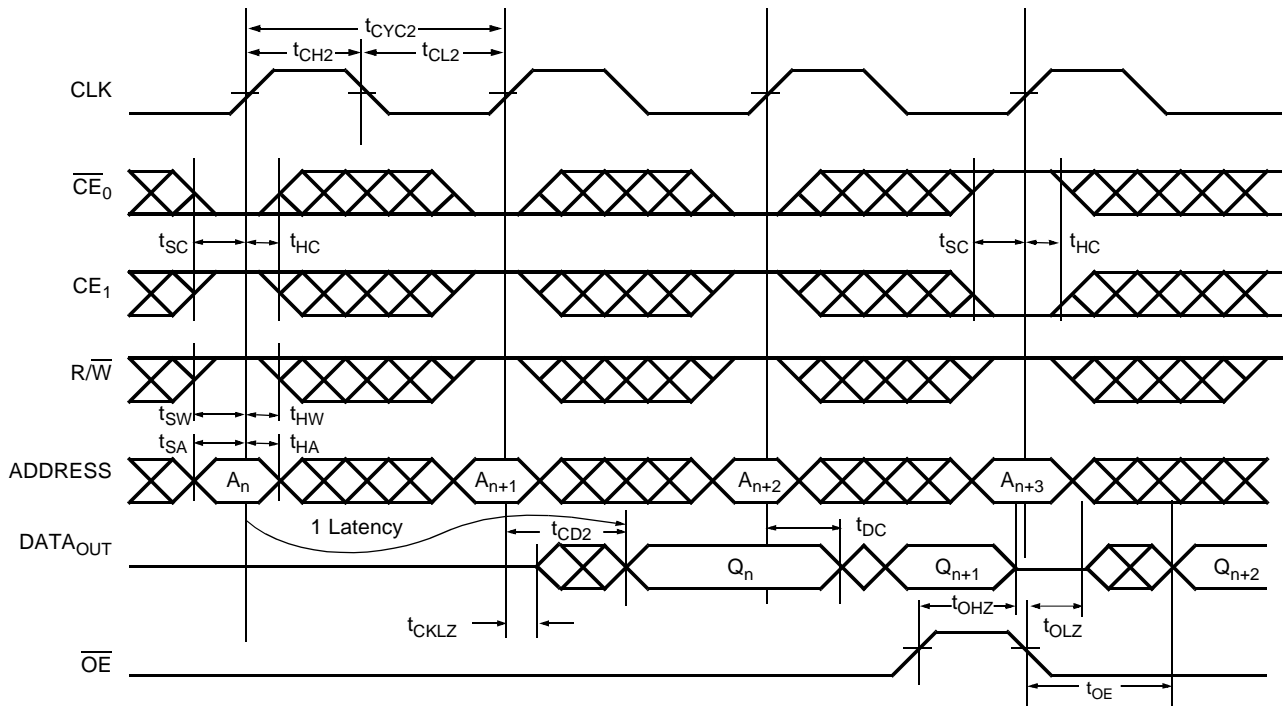 tCYC2
tCH2 tCL2
CLK
CE0
tSC tHC tSC tHC
CE1
R/W
tSW tHW
tSA tHA
ADDRESS An An+1 An+2 An+3
1 Latency tCD2 tDC
DATAOUT Qn Qn+1 Qn+2
tCKLZ tOHZ tOLZ
OE
tOE